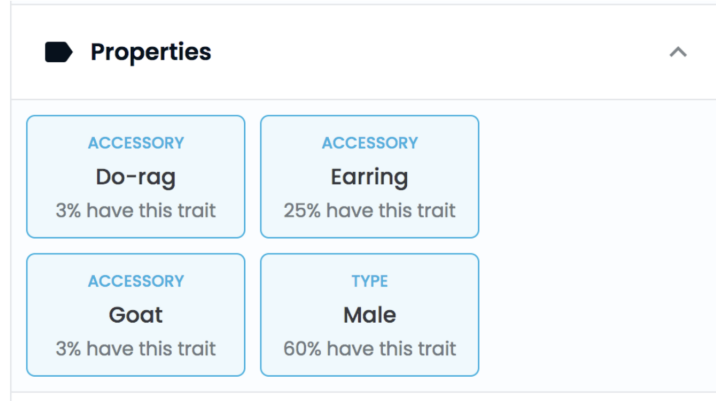 Properties
ACCESSORY
Do-rag
3% have this trait
ACCESSORY
Earring
25% have this trait
ACCESSORY
Goat
3% have this trait
TYPE
Male
60% have this trait